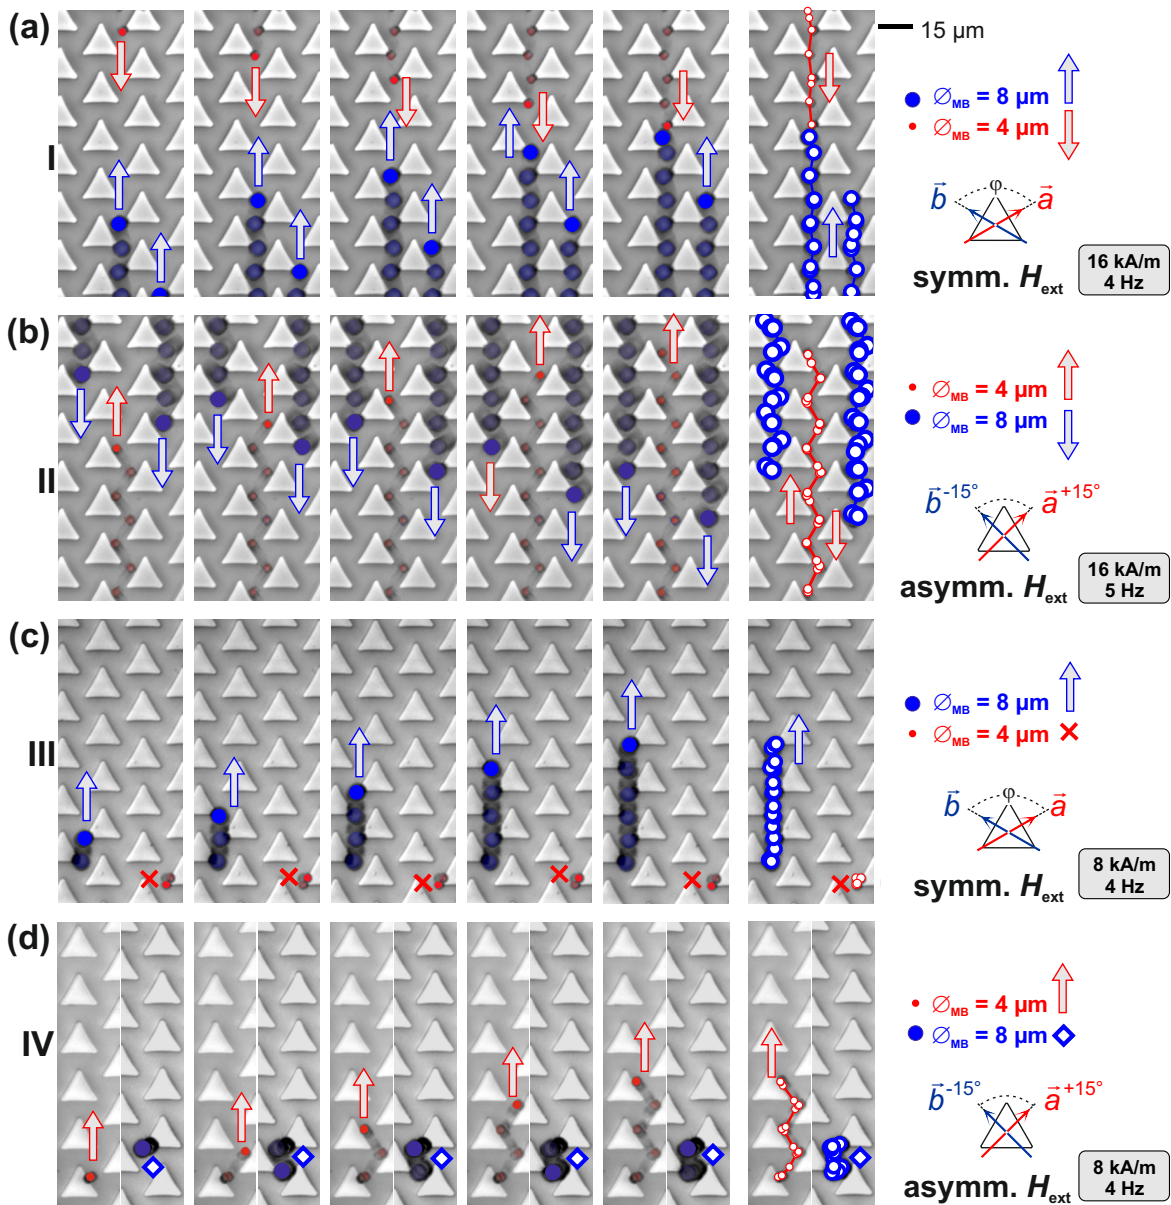 (a)
I
15 µm
∅MB = 8 µm
∅MB = 4 µm
φ
b
a
symm. Hext
16 kA/m
4 Hz
(b)
II
∅MB = 4 µm
∅MB = 8 µm
b-15°
a+15°
asymm. Hext
16 kA/m
5 Hz
(c)
III
∅MB = 8 µm
∅MB = 4 µm
φ
b
a
symm. Hext
8 kA/m
4 Hz
(d)
IV
∅MB = 4 µm
∅MB = 8 µm
b-15°
a+15°
asymm. Hext
8 kA/m
4 Hz